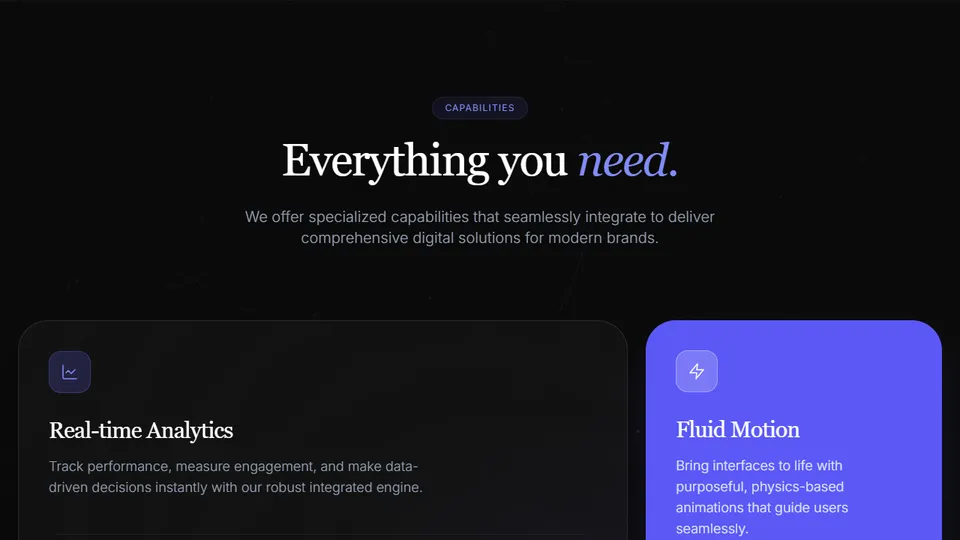 CAPABILITIES
Everything you need.
We offer specialized capabilities that seamlessly integrate to deliver
comprehensive digital solutions for modern brands.
Real-time Analytics
Track performance, measure engagement, and make data-
driven decisions instantly with our robust integrated engine.
Fluid Motion
Bring interfaces to life with
purposeful, physics-based
animations that guide users
seamlessly.